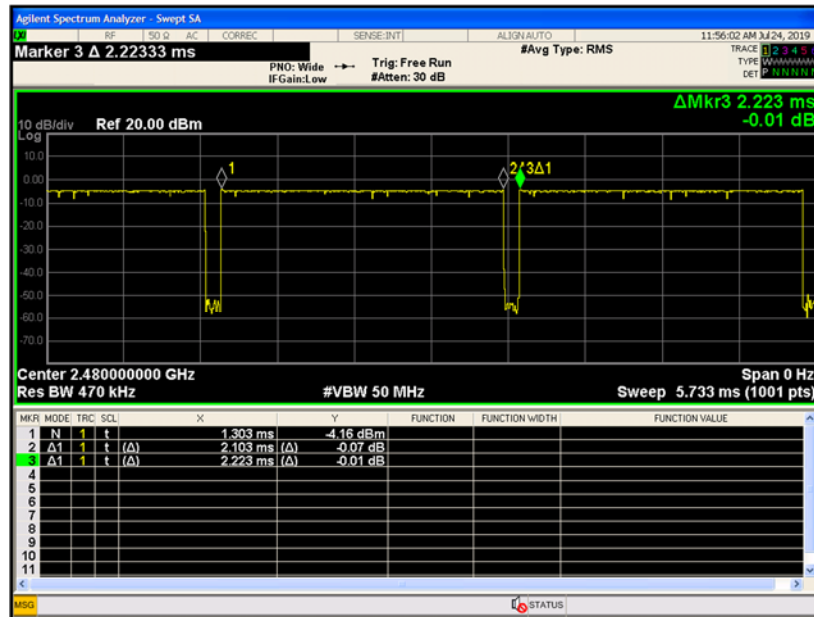 Agilent Spectrum Analyzer - Swept SA
LXI RF 50 Ω AC CORREC SENSE:INT ALIGN AUTO 11:56:02 AM Jul 24, 2019
Marker 3 Δ 2.22333 ms #Avg Type: RMS TRACE 1 2 3 4 5
PNO: Wide Trig: Free Run TYPE
IFGain:Low #Atten: 30 dB DET P N N N N
ΔMkr3 2.223 ms
10 dB/div Ref 20.00 dBm -0.01 dB
Log
10.0
1 2Δ 3Δ1
0.00
-10.0
-20.0
-30.0
-40.0
-50.0
-60.0
-70.0
Center 2.480000000 GHz Span 0 Hz
Res BW 470 kHz #VBW 50 MHz Sweep 5.733 ms (1001 pts)
MKR MODE TRC SCL X Y FUNCTION FUNCTION WIDTH FUNCTION VALUE
1 N 1 t 1.303 ms -4.16 dBm
2 Δ1 1 t (Δ) 2.103 ms (Δ) -0.07 dB
3 Δ1 1 t (Δ) 2.223 ms (Δ) -0.01 dB
4
5
6
7
8
9
10
11
MSG STATUS